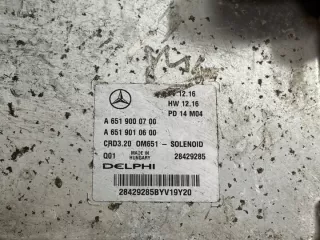 12.16
HW 12.16
PD 14 M04
A 651 900 07 00
A 651 901 06 00
CRD3.20 OM651 - SOLENOID
Q01 MADE IN HUNGARY 28429285
DELPHI
28429285BYV19Y20